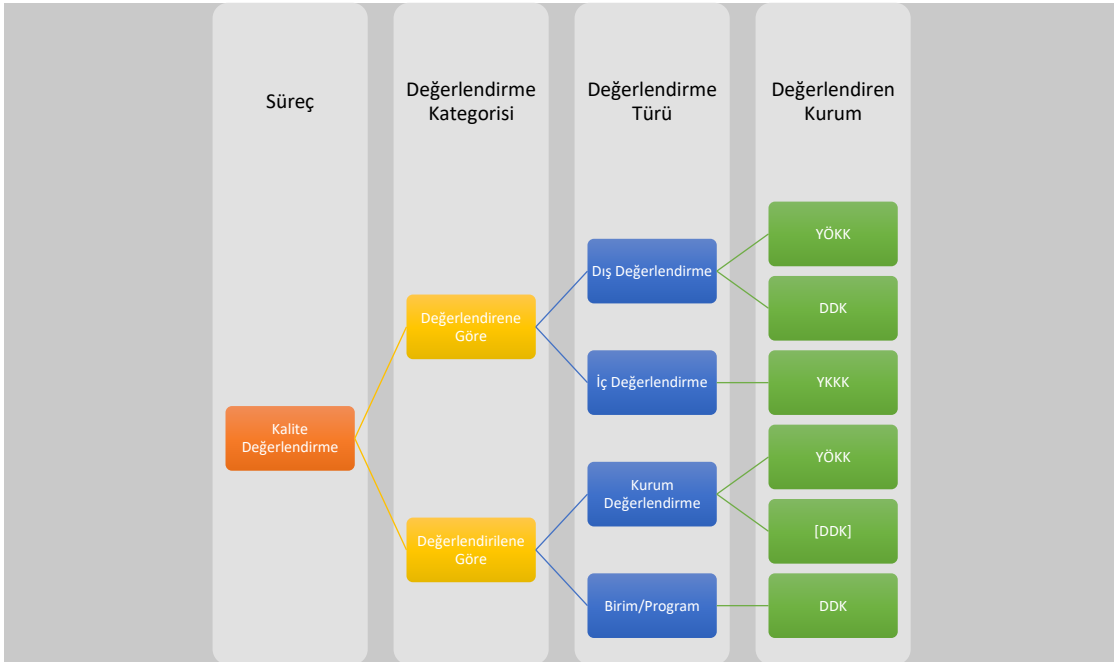 Süreç
Değerlendirme
Kategorisi
Değerlendirme
Türü
Değerlendiren
Kurum
Kalite
Değerlendirme
Değerlendirene
Göre
Değerlendirilene
Göre
Dış Değerlendirme
İç Değerlendirme
Kurum
Değerlendirme
Birim/Program
YÖKK
DDK
YKKK
YÖKK
[DDK]
DDK